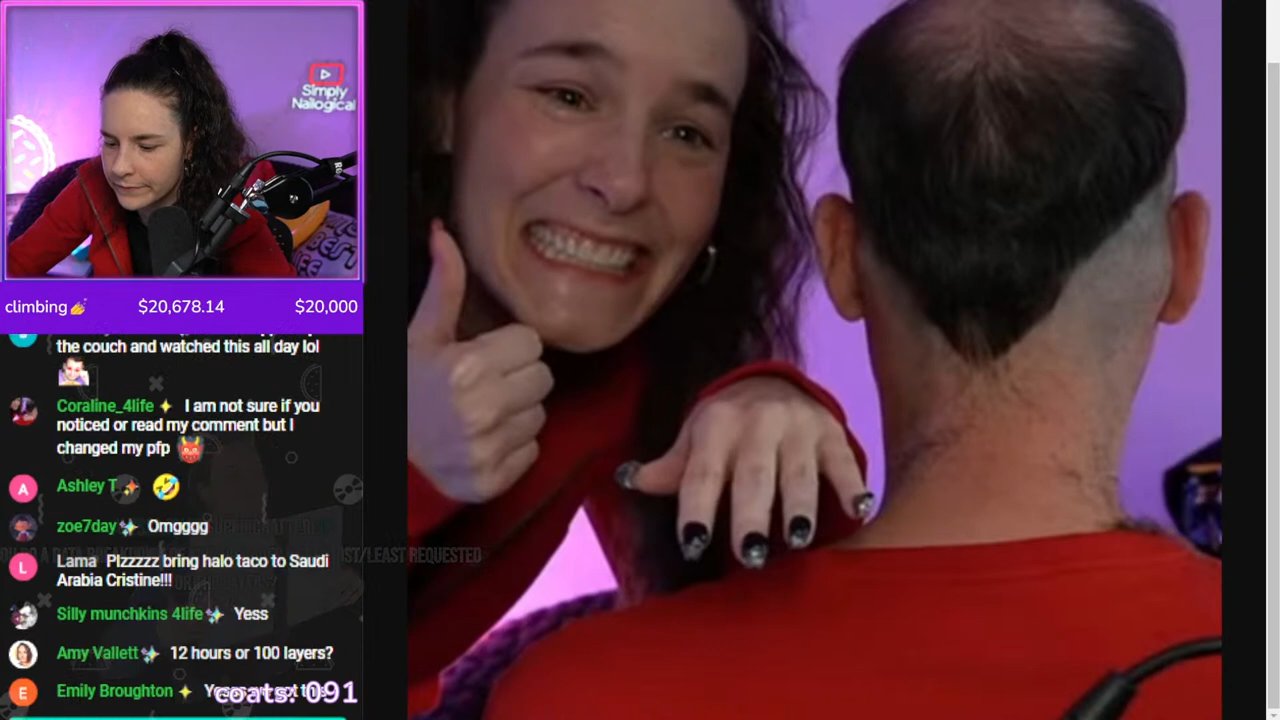 Simply
Nailogical
climbing💅 $20,678.14 $20,000
the couch and watched this all day lol
Coraline_4life I am not sure if you
noticed or read my comment but I
changed my pfp 👹
A Ashley T 🤣
zoe7day Omgggg
L Lama Plzzzzz bring halo taco to Saudi
Arabia Cristine!!!
OST/LEAST REQUESTED
Silly munchkins 4life Yess
Amy Vallett 12 hours or 100 layers?
E Emily Broughton
coats: 091